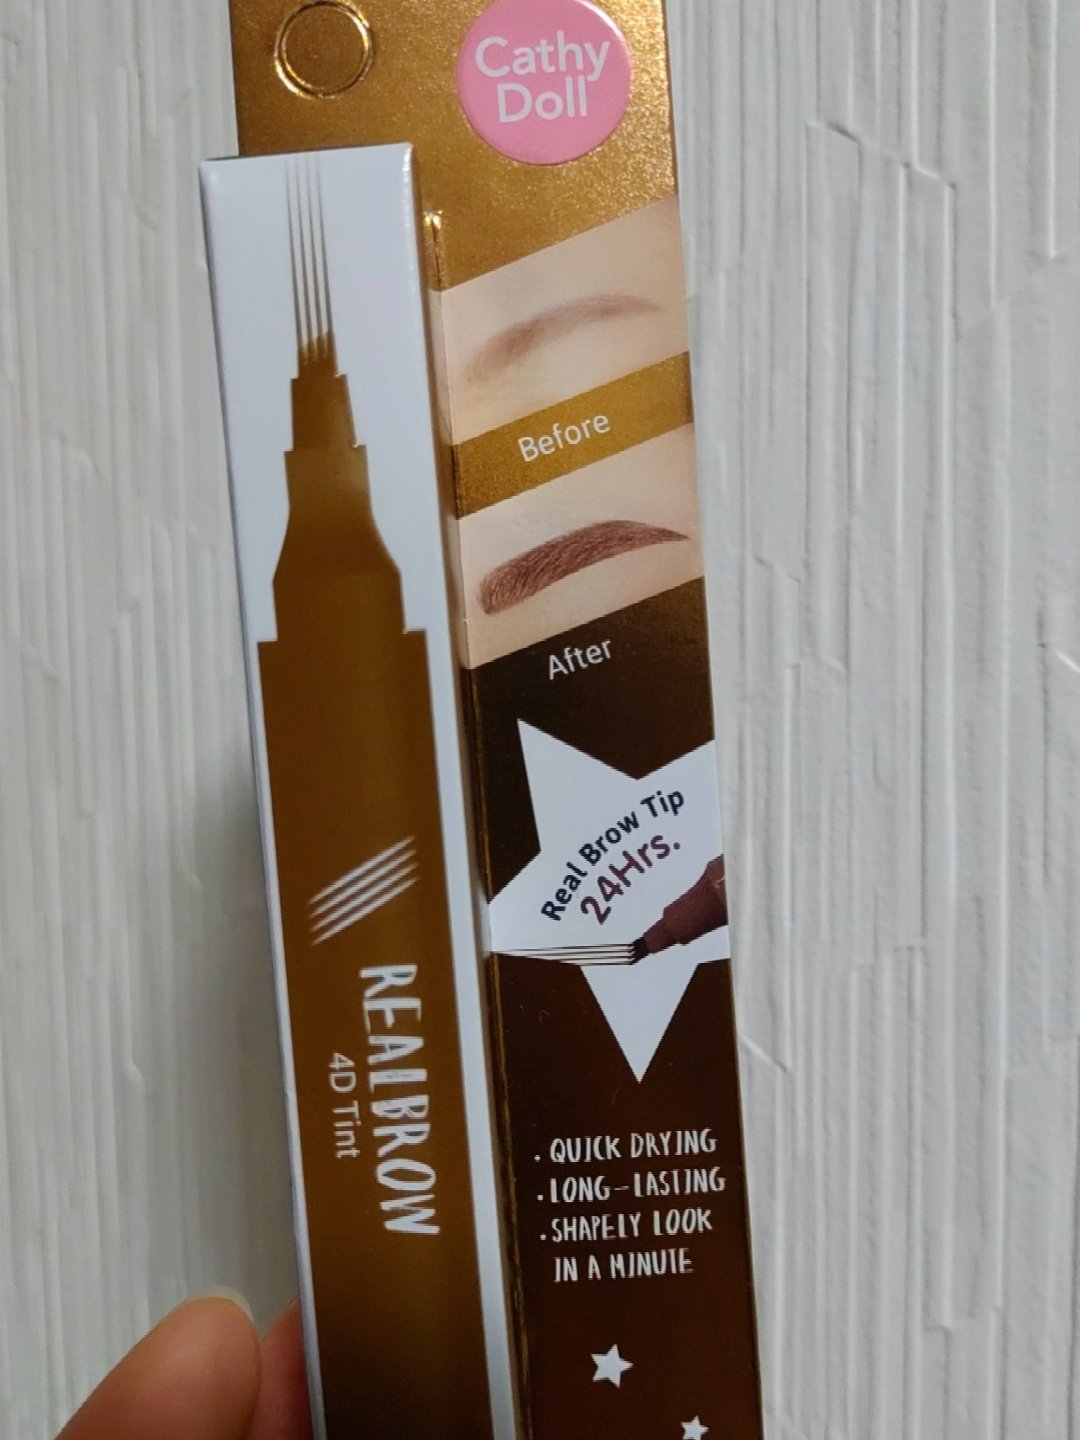 Cathy
Doll
Before
After
Real Brow Tip
24Hrs.
REALBROW
4D Tint
. QUICK DRYING
. LONG-LASTING
. SHAPELY LOOK
IN A MINUTE